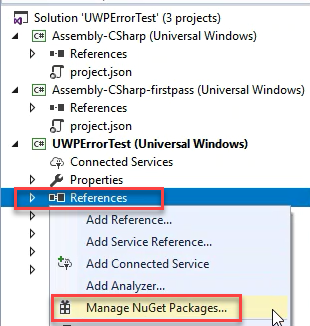 Solution 'UWPErrorTest' (3 projects)
C# Assembly-CSharp (Universal Windows)
References
project.json
C# Assembly-CSharp-firstpass (Universal Windows)
References
project.json
C# UWPErrorTest (Universal Windows)
Connected Services
Properties
References
Add Reference...
Add Service Reference...
Add Connected Service
Add Analyzer...
Manage NuGet Packages...